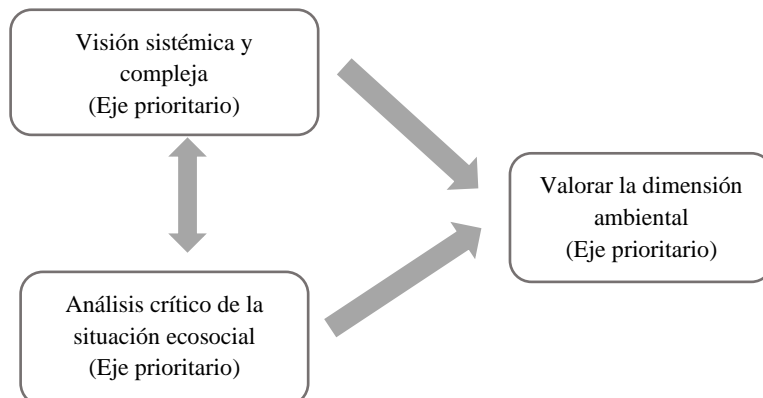 Visión sistémica y
compleja
(Eje prioritario)
Valorar la dimensión
ambiental
(Eje prioritario)
Análisis crítico de la
situación ecosocial
(Eje prioritario)